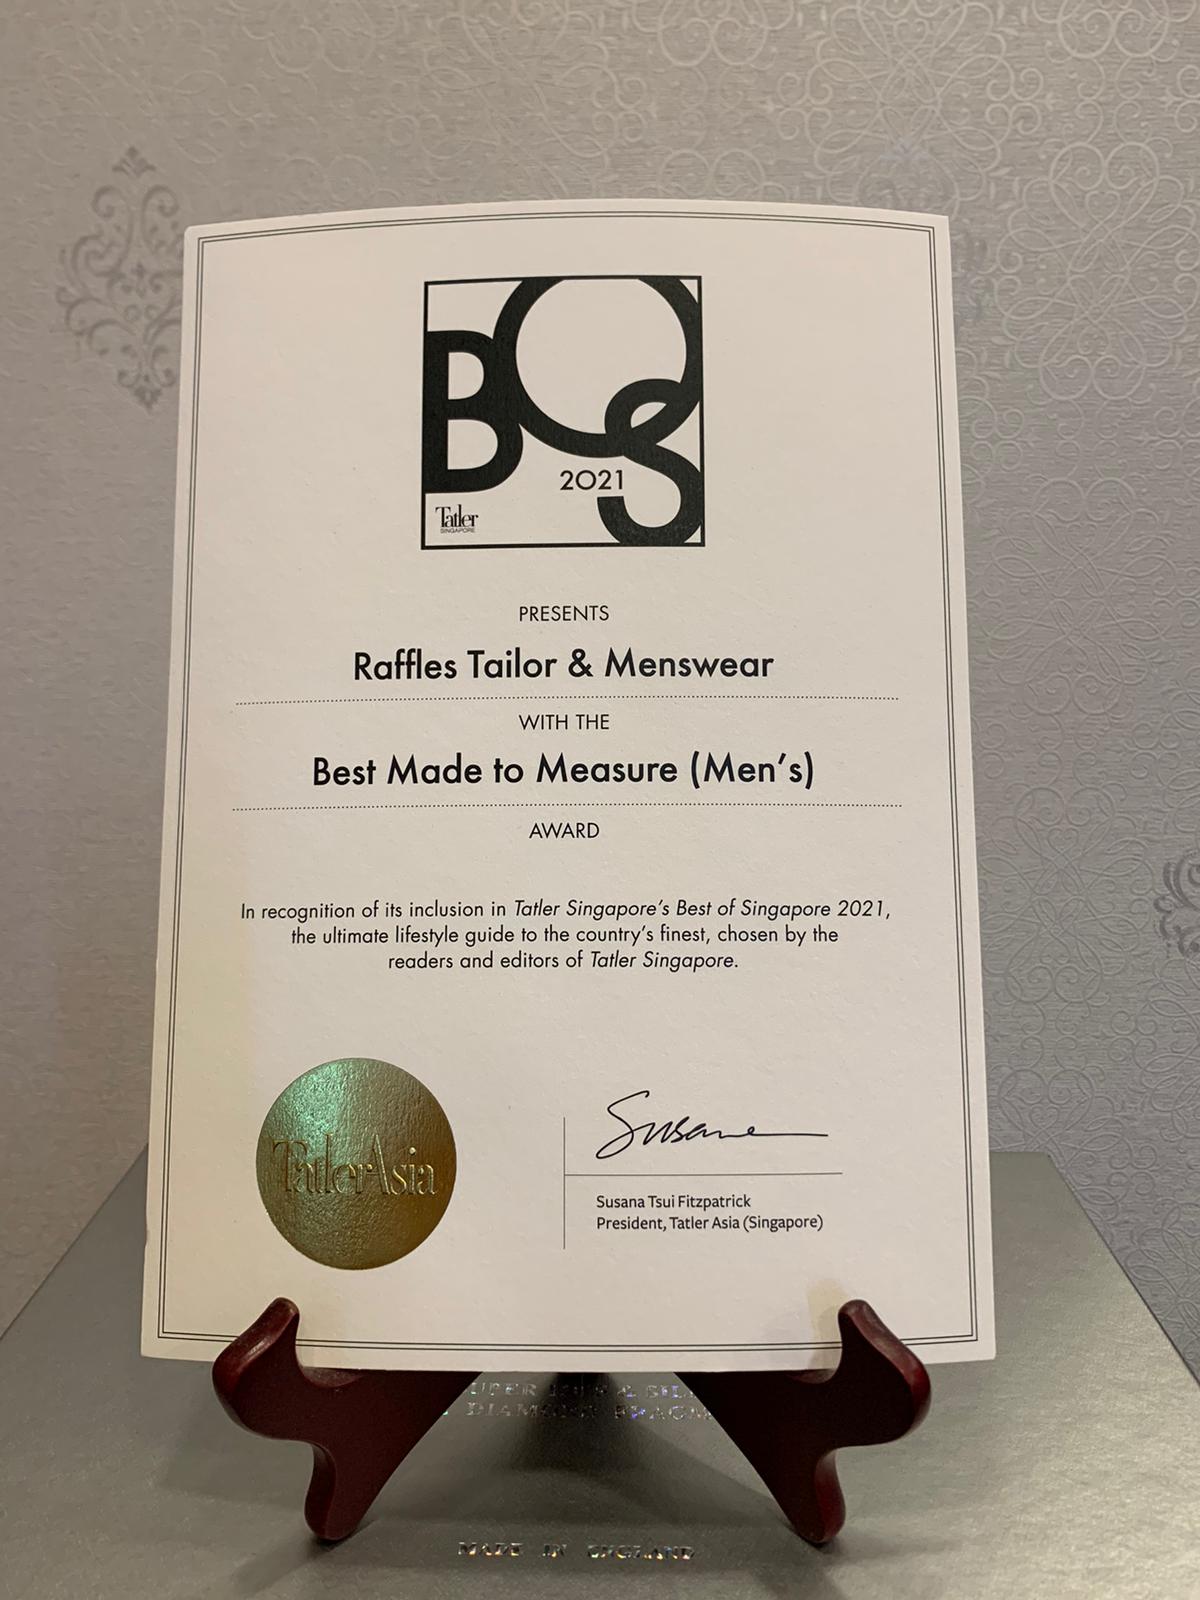 BOS
2021
Tatler
SINGAPORE
PRESENTS
Raffles Tailor & Menswear
WITH THE
Best Made to Measure (Men's)
AWARD
In recognition of its inclusion in Tatler Singapore's Best of Singapore 2021,
the ultimate lifestyle guide to the country's finest, chosen by the
readers and editors of Tatler Singapore.
TatlerAsia
Susana
Susana Tsui Fitzpatrick
President, Tatler Asia (Singapore)
DIAMOND
MADE IN ENGLAND